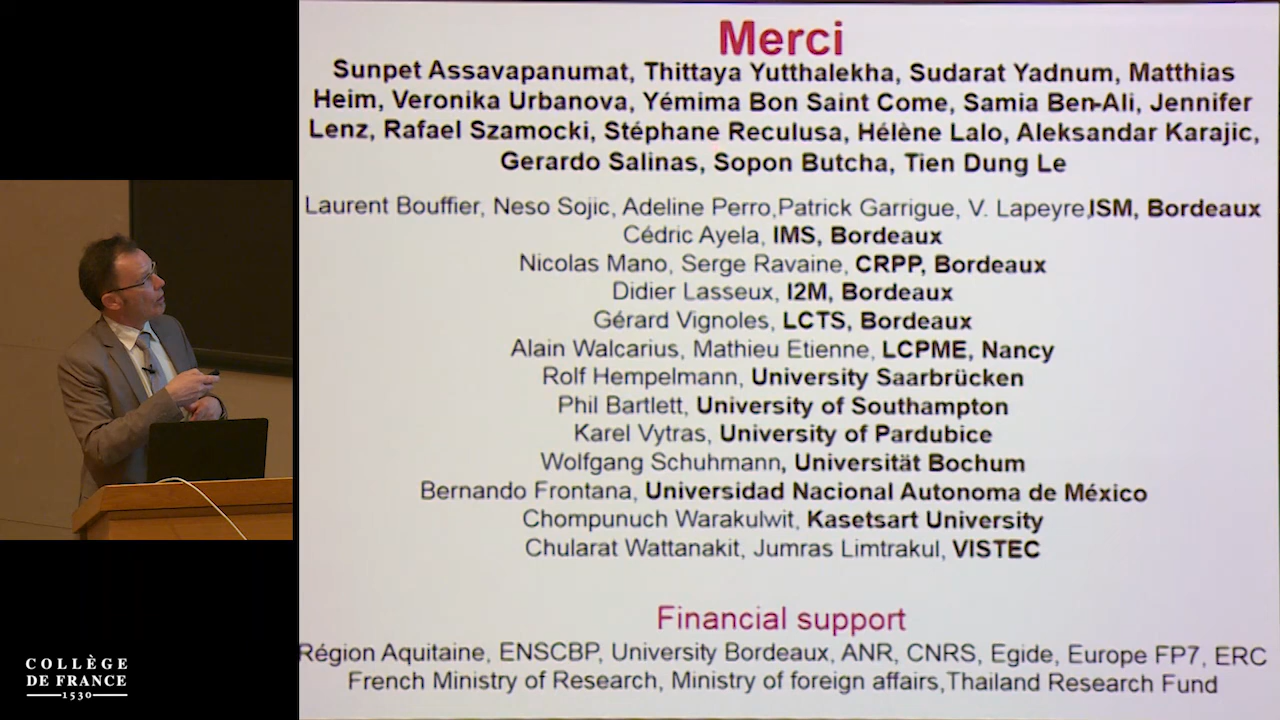 Merci
Sunpet Assavapanumat, Thittaya Yutthalekha, Sudarat Yadnum, Matthias
Heim, Veronika Urbanova, Yémima Bon Saint Come, Samia Ben-Ali, Jennifer
Lenz, Rafael Szamocki, Stéphane Reculusa, Hélène Lalo, Aleksandar Karajic,
Gerardo Salinas, Sopon Butcha, Tien Dung Le
Laurent Bouffier, Neso Sojic, Adeline Perro,Patrick Garrigue, V. Lapeyre,ISM, Bordeaux
Cédric Ayela, IMS, Bordeaux
Nicolas Mano, Serge Ravaine, CRPP, Bordeaux
Didier Lasseux, I2M, Bordeaux
Gérard Vignoles, LCTS, Bordeaux
Alain Walcarius, Mathieu Etienne, LCPME, Nancy
Rolf Hempelmann, University Saarbrücken
Phil Bartlett, University of Southampton
Karel Vytras, University of Pardubice
Wolfgang Schuhmann, Universität Bochum
Bernando Frontana, Universidad Nacional Autonoma de México
Chompunuch Warakulwit, Kasetsart University
Chularat Wattanakit, Jumras Limtrakul, VISTEC
Financial support
Région Aquitaine, ENSCBP, University Bordeaux, ANR, CNRS, Egide, Europe FP7, ERC
French Ministry of Research, Ministry of foreign affairs,Thailand Research Fund
COLLÈGE
DE FRANCE
1530